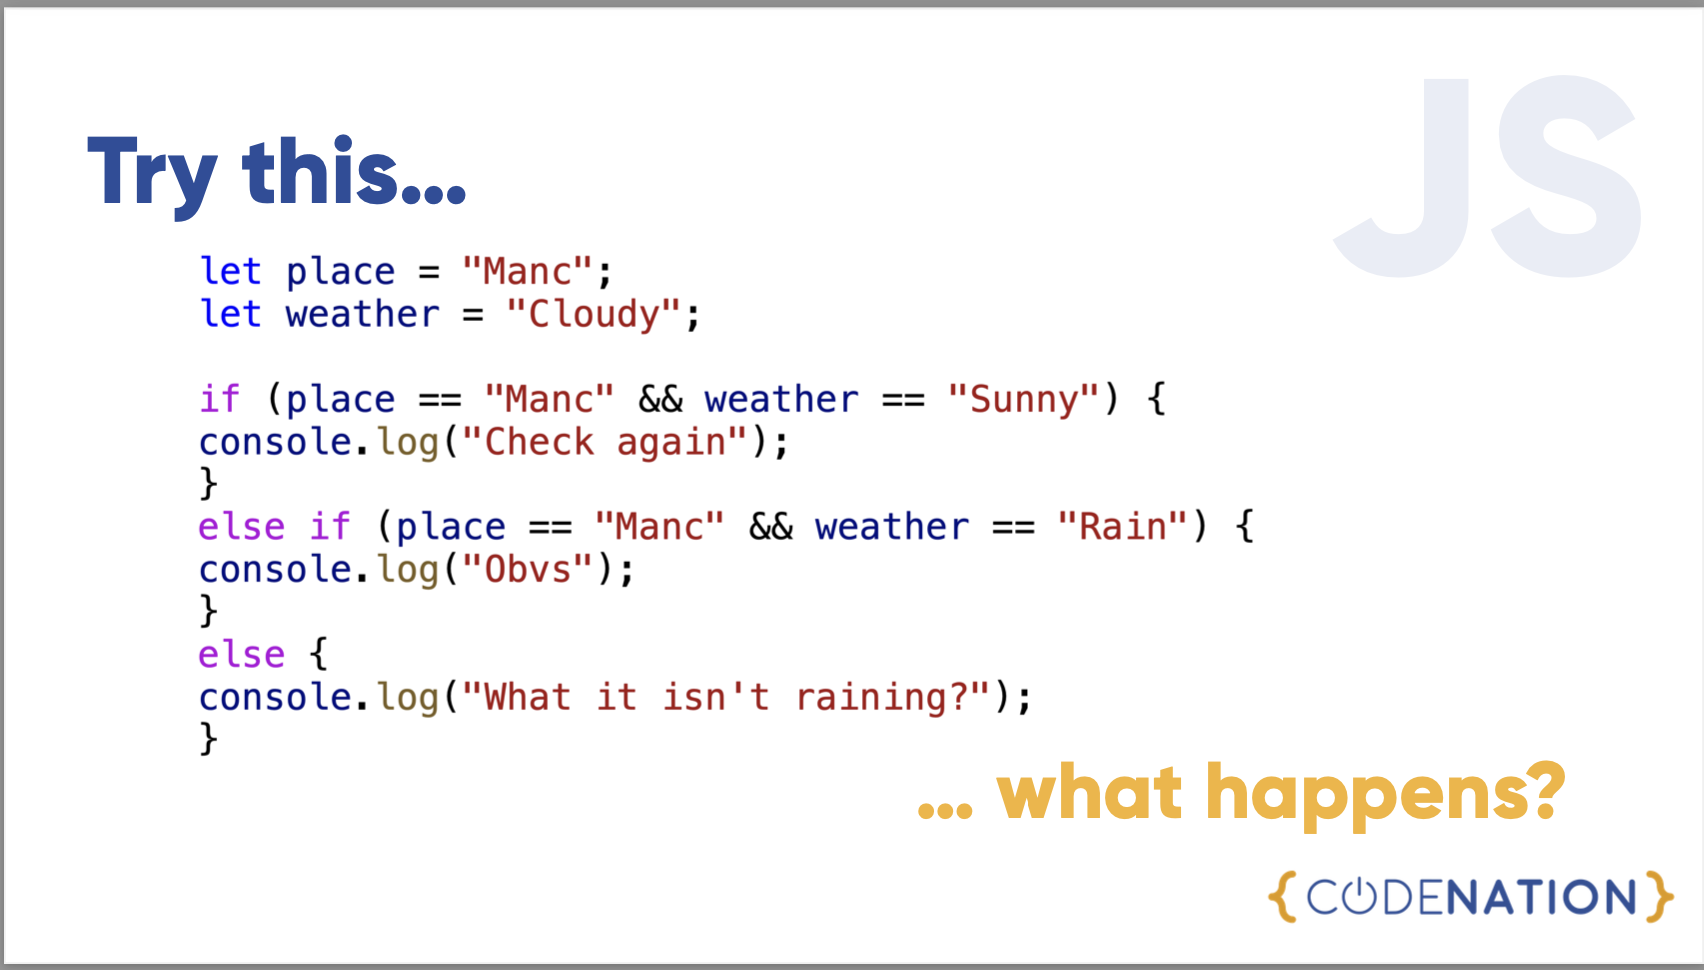 JS
Try this...
let place = "Manc";
let weather = "Cloudy";
if (place == "Manc" && weather == "Sunny") {
console.log("Check again");
}
else if (place == "Manc" && weather == "Rain") {
console.log("Obvs");
}
else {
console.log("What it isn't raining?");
}
... what happens?
{CODENATION}